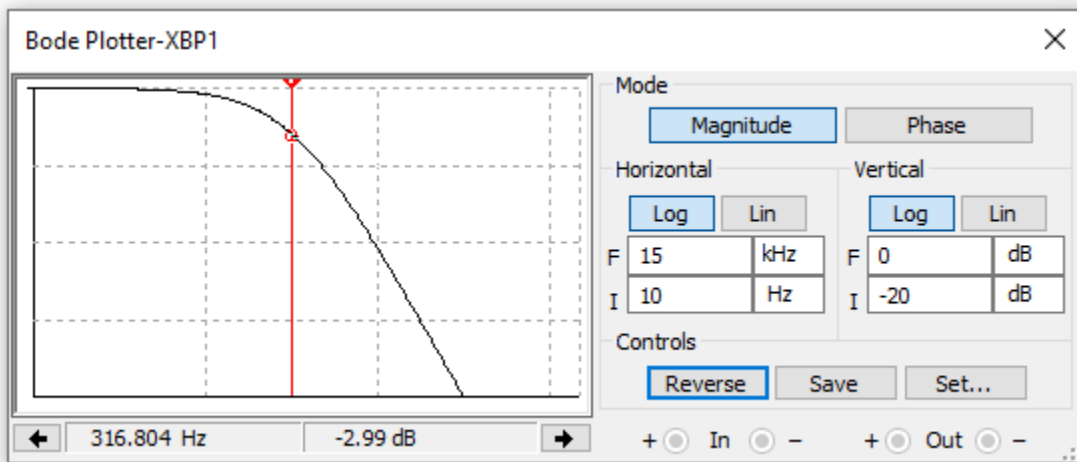 Bode Plotter-XBP1
Mode
Magnitude Phase
Horizontal Vertical
Log Lin Log Lin
F 15 kHz F 0 dB
I 10 Hz I -20 dB
Controls
Reverse Save Set...
316.804 Hz -2.99 dB + In − + Out −